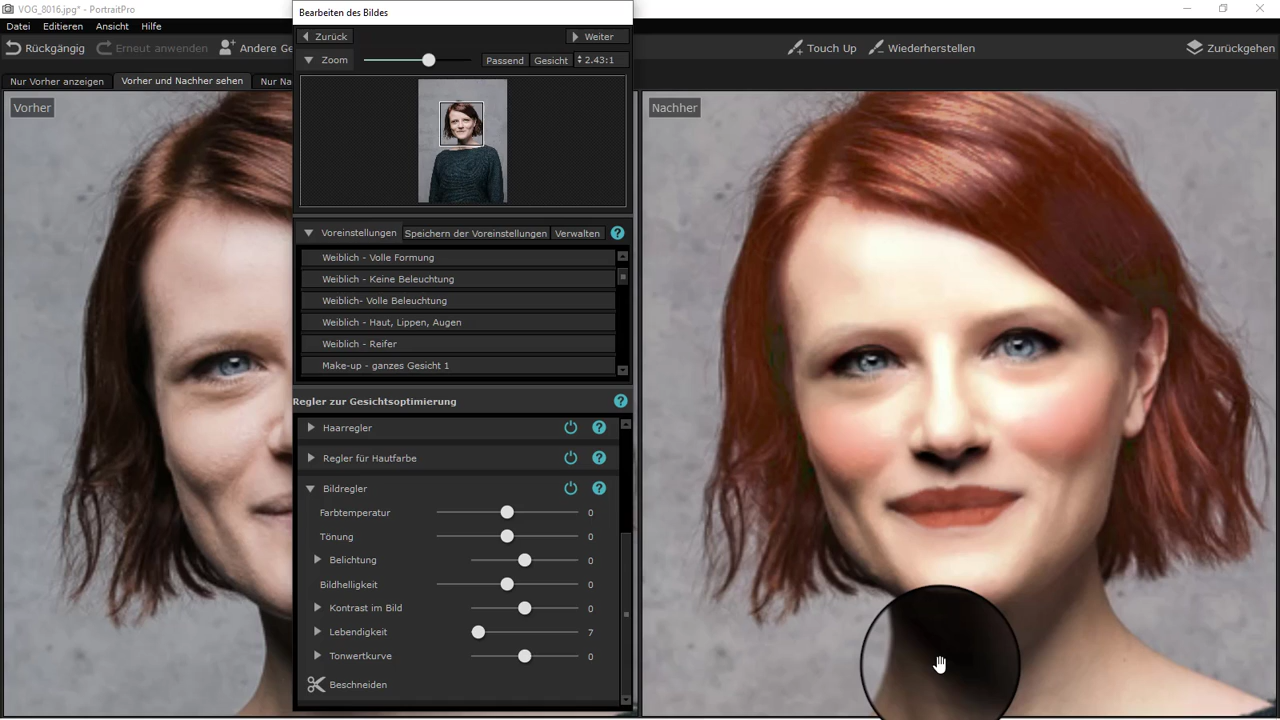 VOG_8016.jpg* - PortraitPro
Datei Editieren Ansicht Hilfe
Rückgängig Erneut anwenden Andere Ge
Touch Up Wiederherstellen Zurückgehen
Nur Vorher anzeigen Vorher und Nachher sehen Nur Na
Vorher
Nachher
Bearbeiten des Bildes
Zurück Weiter
Zoom Passend Gesicht 2.43:1
Voreinstellungen Speichern der Voreinstellungen Verwalten ?
Weiblich - Volle Formung
Weiblich - Keine Beleuchtung
Weiblich- Volle Beleuchtung
Weiblich - Haut, Lippen, Augen
Weiblich - Reifer
Make-up - ganzes Gesicht 1
Regler zur Gesichtsoptimierung ?
Haarregler ?
Regler für Hautfarbe ?
Bildregler ?
Farbtemperatur 0
Tönung 0
Belichtung 0
Bildhelligkeit 0
Kontrast im Bild 0
Lebendigkeit 7
Tonwertkurve 0
Beschneiden